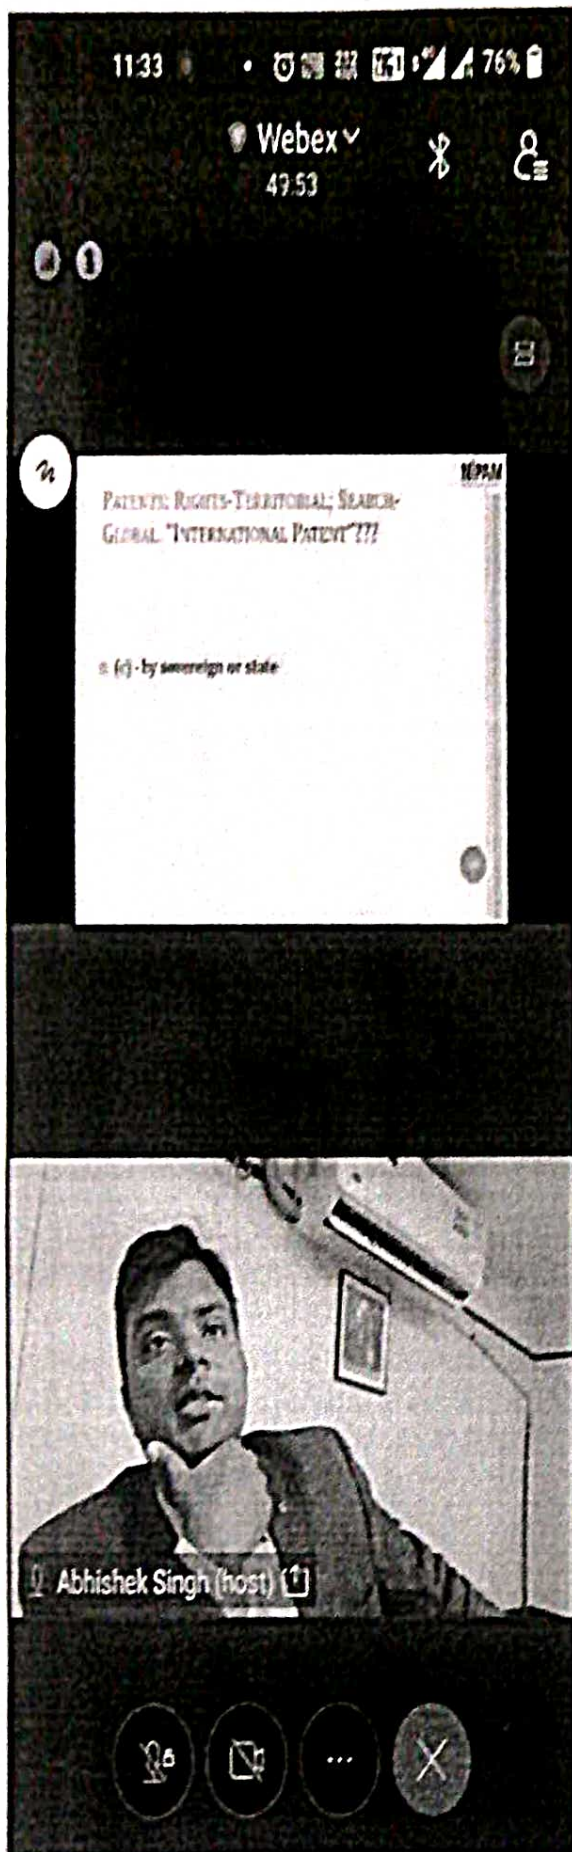 11:33
76%
Webex
49:53
PATENTS: RIGHTS-TERRITORIAL; SEARCH-
GLOBAL. "INTERNATIONAL PATENT"???
(c) - by sovereign or state
Abhishek Singh (host)
...